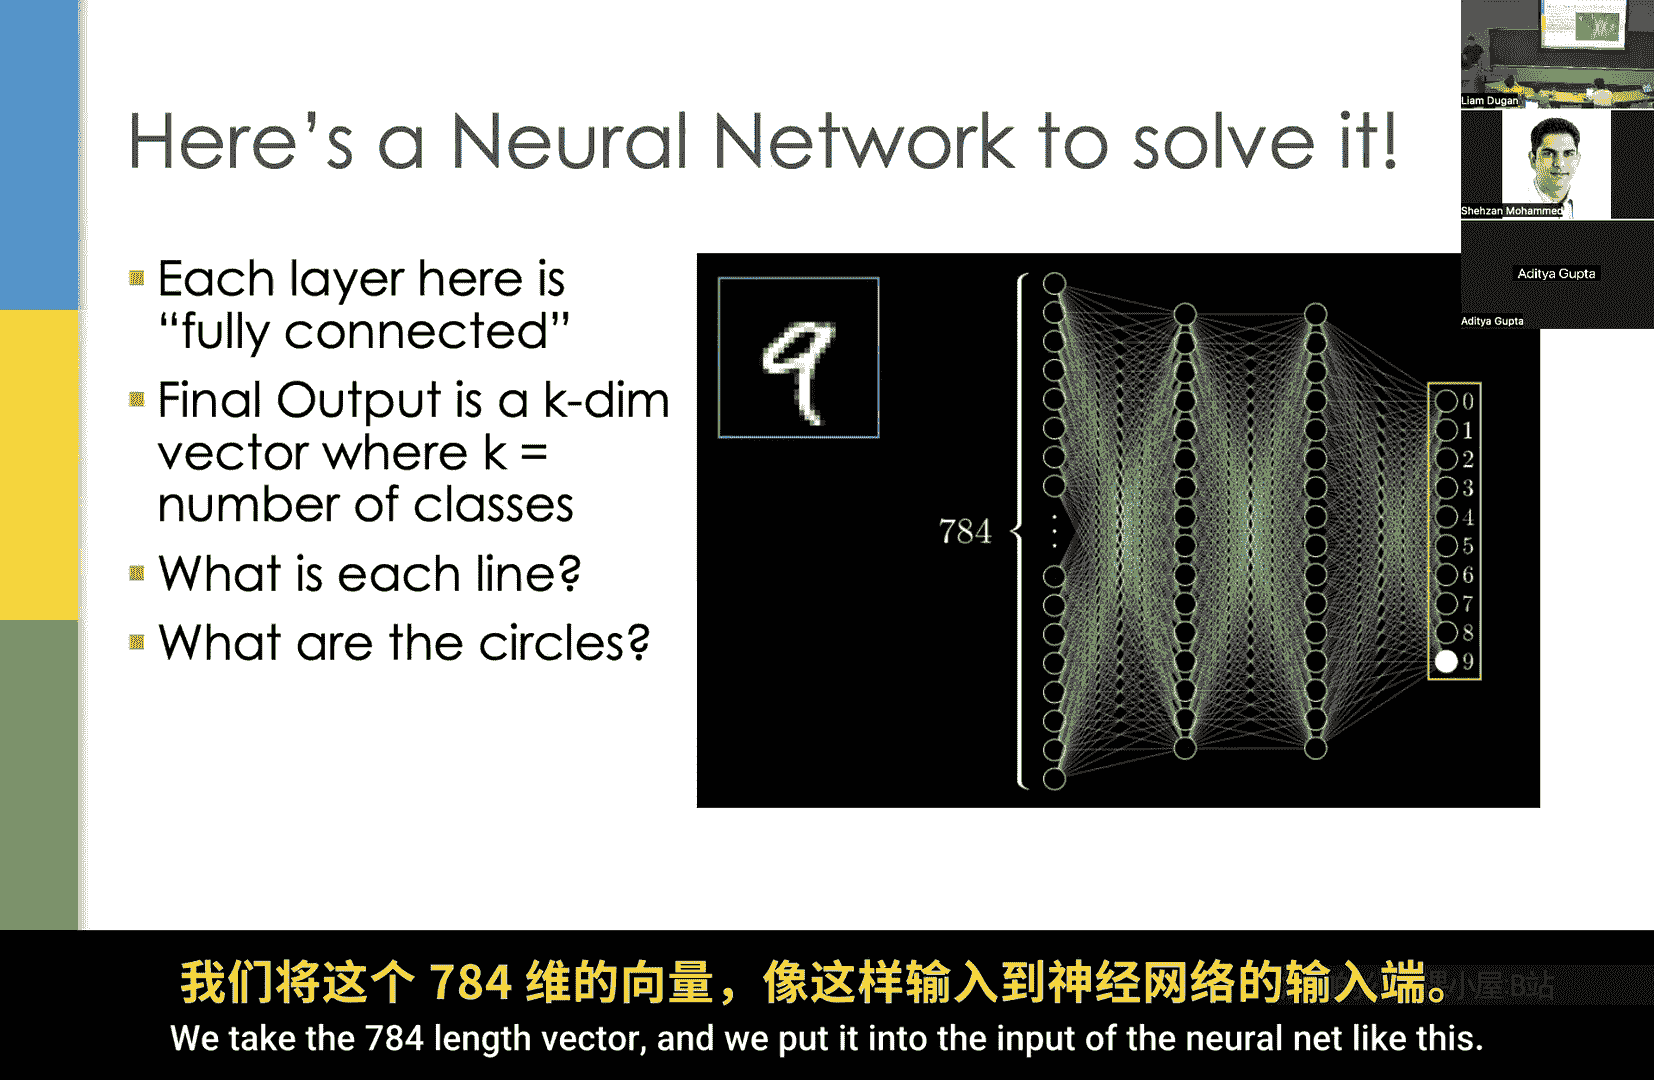 Here's a Neural Network to solve it!
Each layer here is
“fully connected”
Final Output is a k-dim
vector where k =
number of classes
What is each line?
What are the circles?
784
0
1
2
3
4
5
6
7
8
9
Liam Dugan
Shehzan Mohammed
Aditya Gupta
Aditya Gupta
我们将这个 784 维的向量，像这样输入到神经网络的输入端。
小屋:B站
We take the 784 length vector, and we put it into the input of the neural net like this.